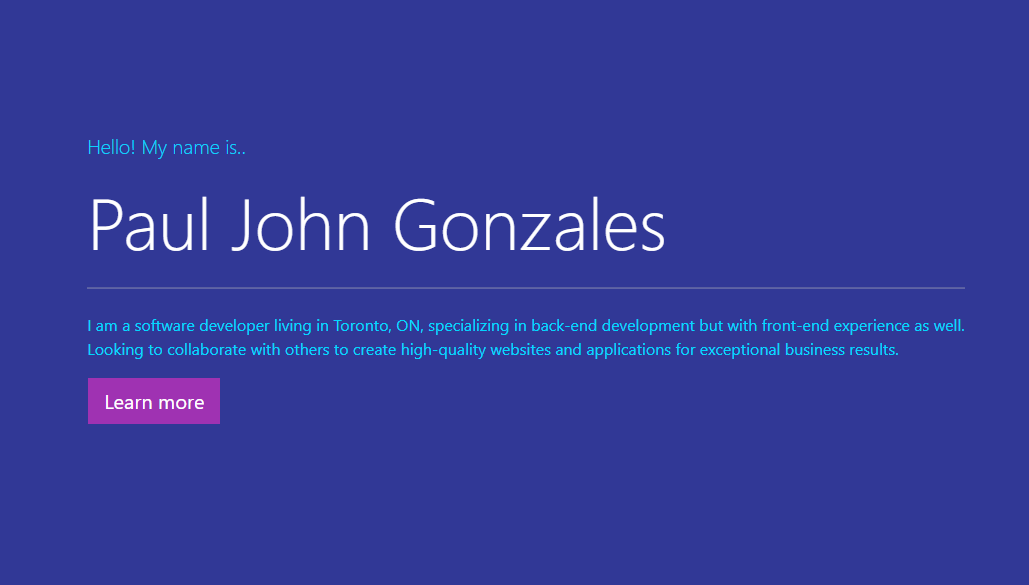 Hello! My name is..
Paul John Gonzales
I am a software developer living in Toronto, ON, specializing in back-end development but with front-end experience as well.
Looking to collaborate with others to create high-quality websites and applications for exceptional business results.
Learn more